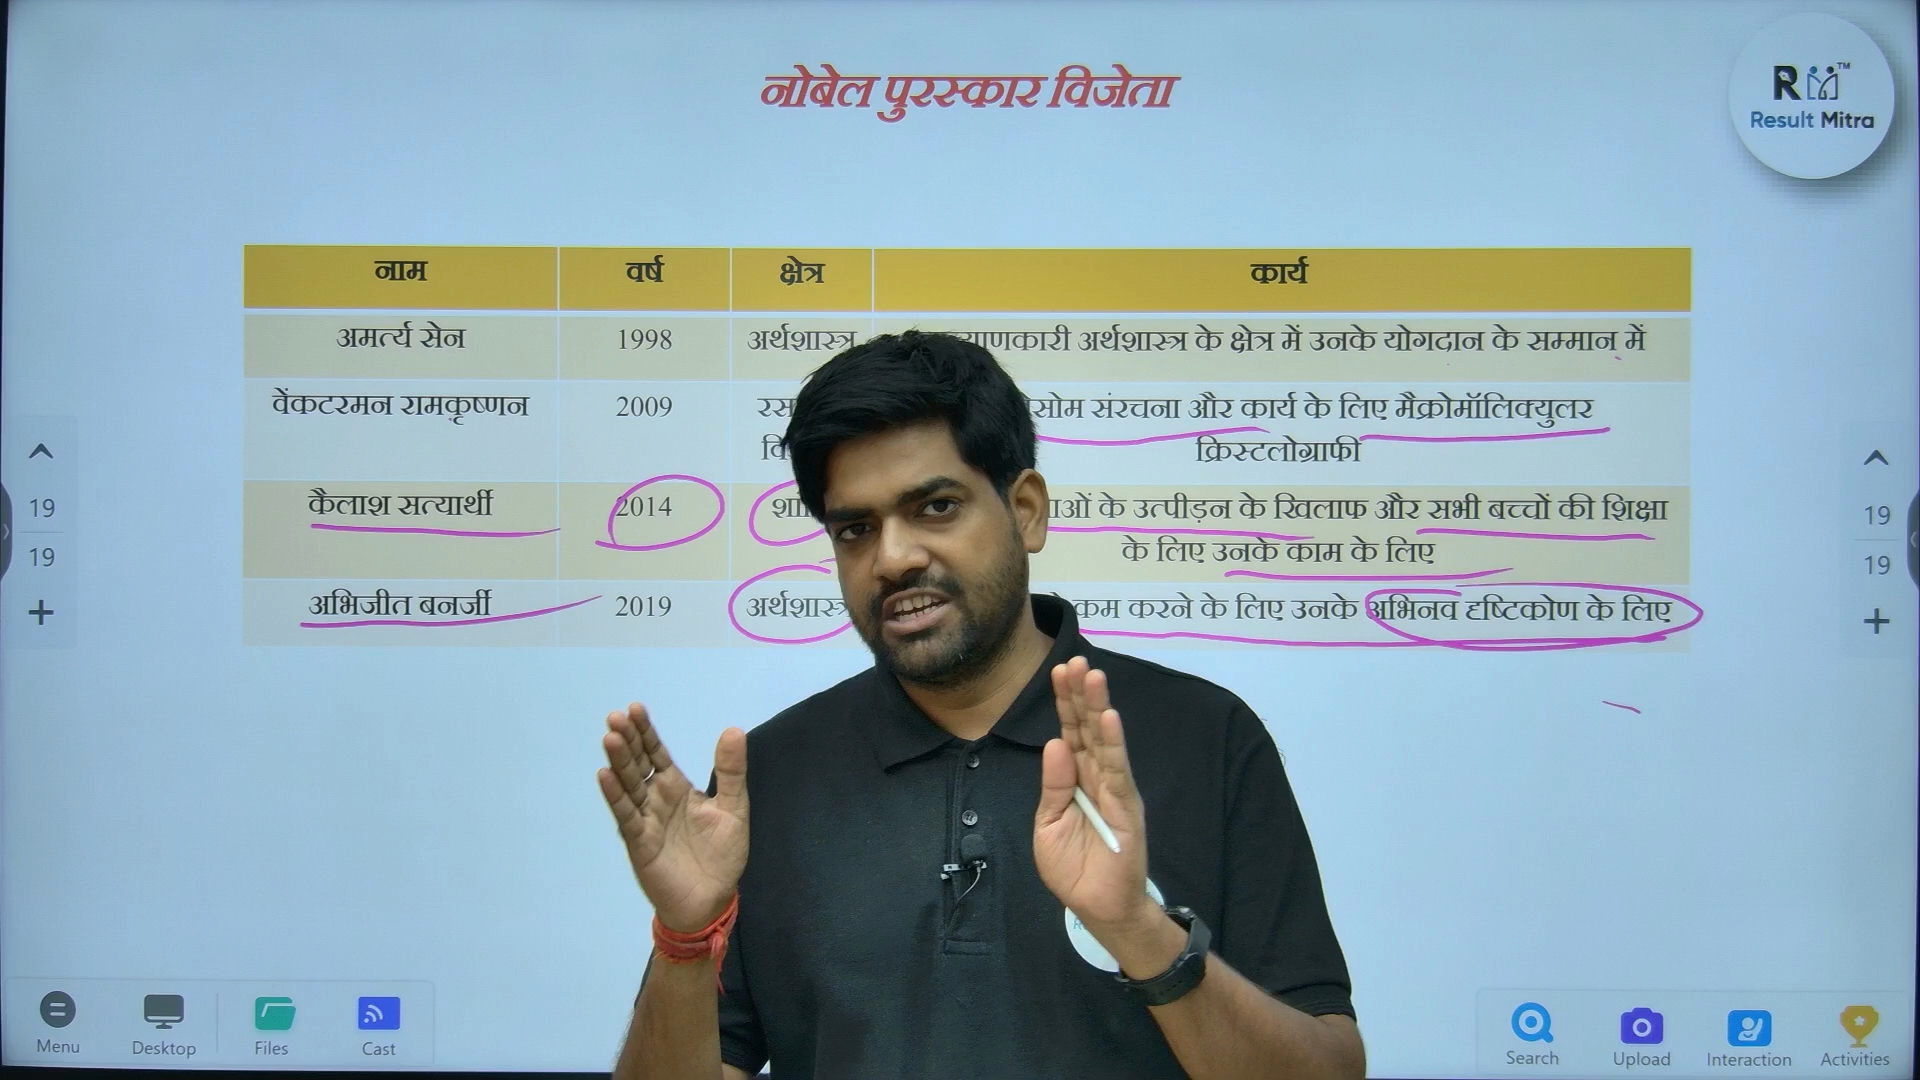 नोबेल पुरस्कार विजेता
R TM
Result Mitra
नाम वर्ष क्षेत्र कार्य
अमर्त्य सेन 1998 अर्थशास्त्र अर्थशास्त्र के क्षेत्र में उनके योगदान के सम्मान में
वेंकटरमन रामकृष्णन 2009 संरचना और कार्य के लिए मैक्रोमॉलिक्युलर
क्रिस्टलोग्राफी
कैलाश सत्यार्थी 2014 के उत्पीड़न के खिलाफ और सभी बच्चों की शिक्षा
के लिए उनके काम के लिए
अभिजीत बनर्जी 2019 अर्थशास्त्र कम करने के लिए उनके अभिनव दृष्टिकोण के लिए
19
19
19
19
Menu Desktop Files Cast
Search Upload Interaction Activities